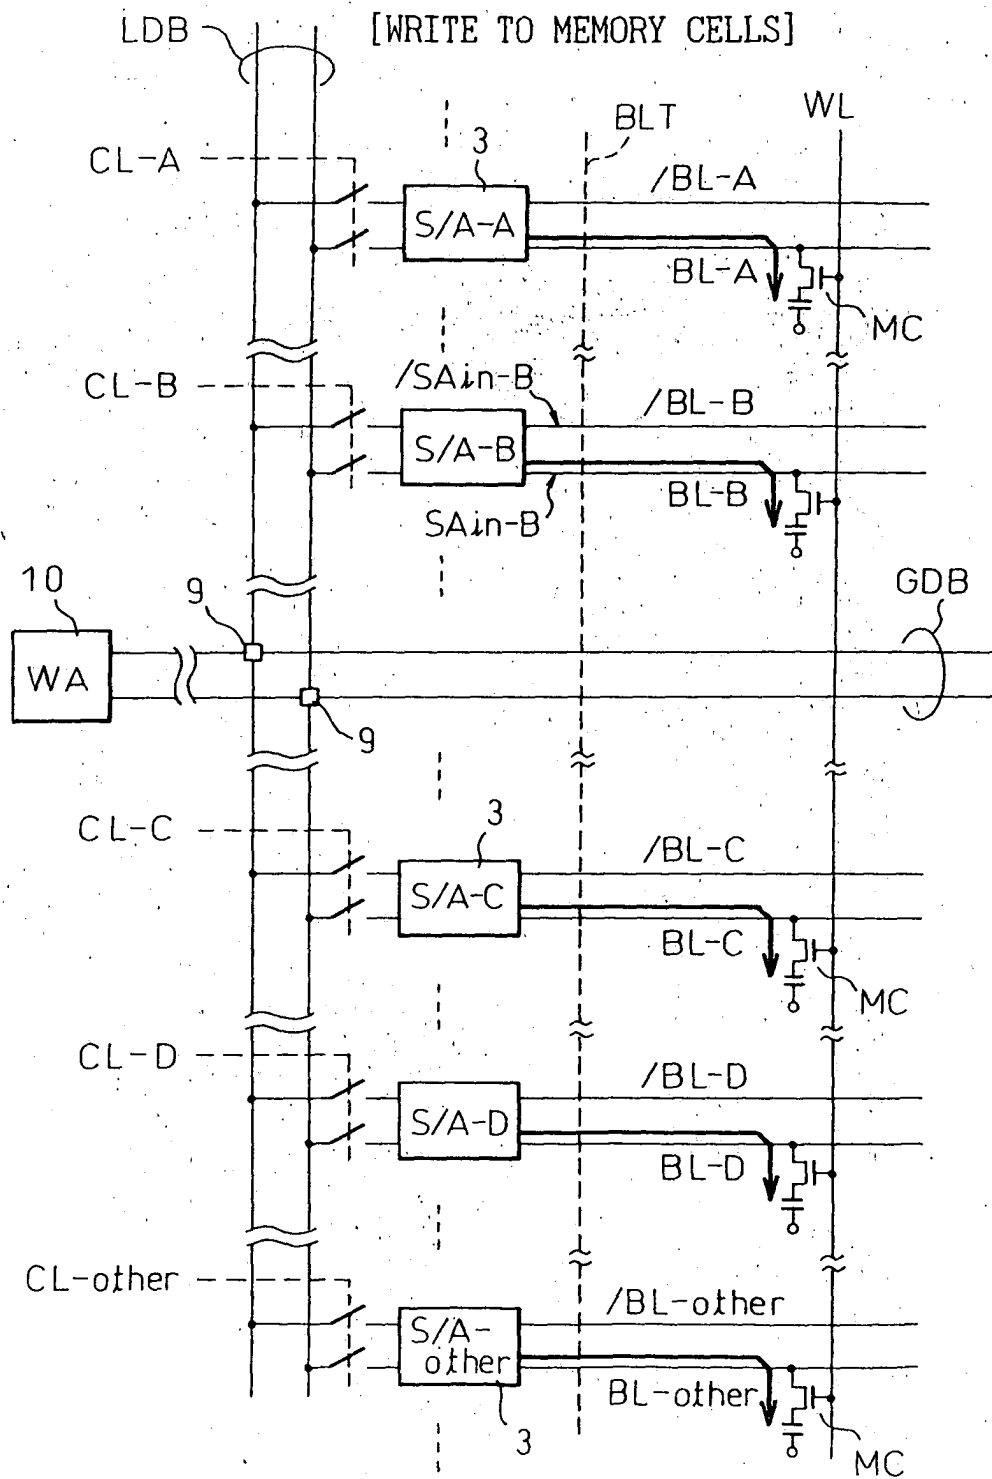 LDB
[WRITE TO MEMORY CELLS]
WL
BLT
3
CL-A
/BL-A
S/A-A
BL-A
MC
CL-B
/SAin-B
/BL-B
S/A-B
BL-B
SAin-B
10
9
GDB
WA
9
3
CL-C
/BL-C
S/A-C
BL-C
MC
CL-D
/BL-D
S/A-D
BL-D
CL-other
/BL-other
S/A-
other
BL-other
3
MC